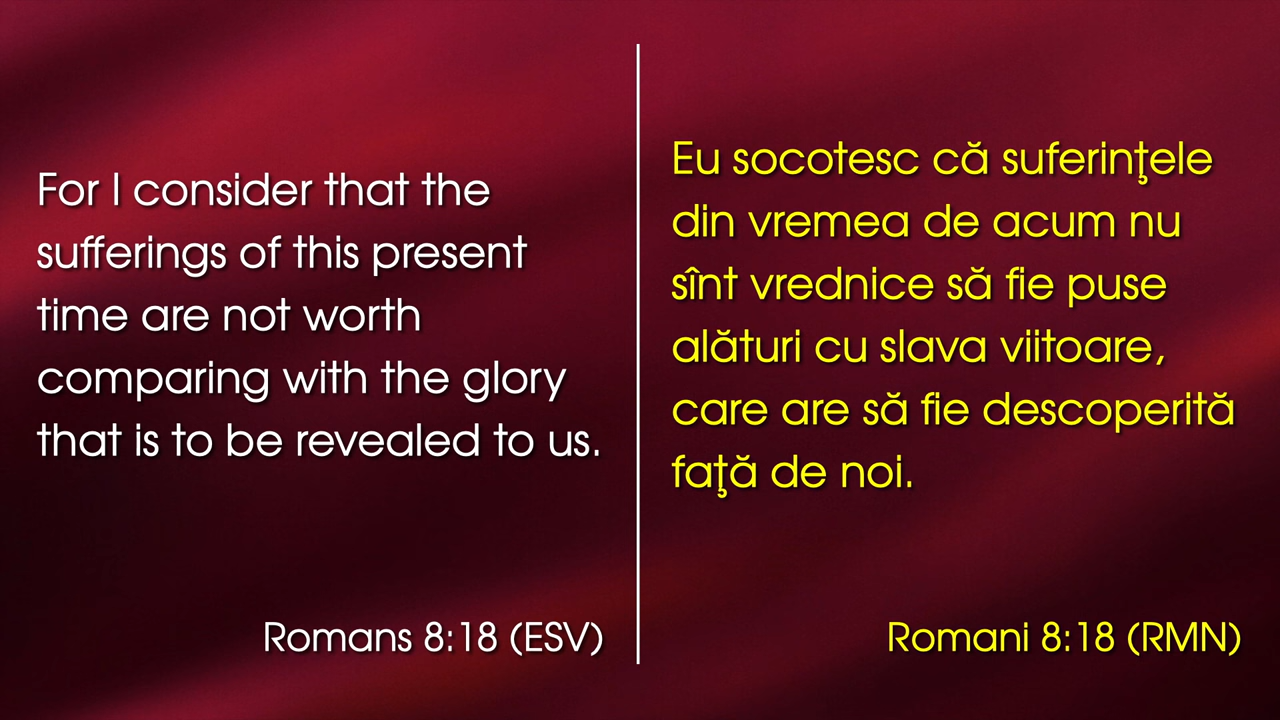 For I consider that the
sufferings of this present
time are not worth
comparing with the glory
that is to be revealed to us.
Romans 8:18 (ESV)
Eu socotesc că suferinţele
din vremea de acum nu
sînt vrednice să fie puse
alături cu slava viitoare,
care are să fie descoperită
faţă de noi.
Romani 8:18 (RMN)